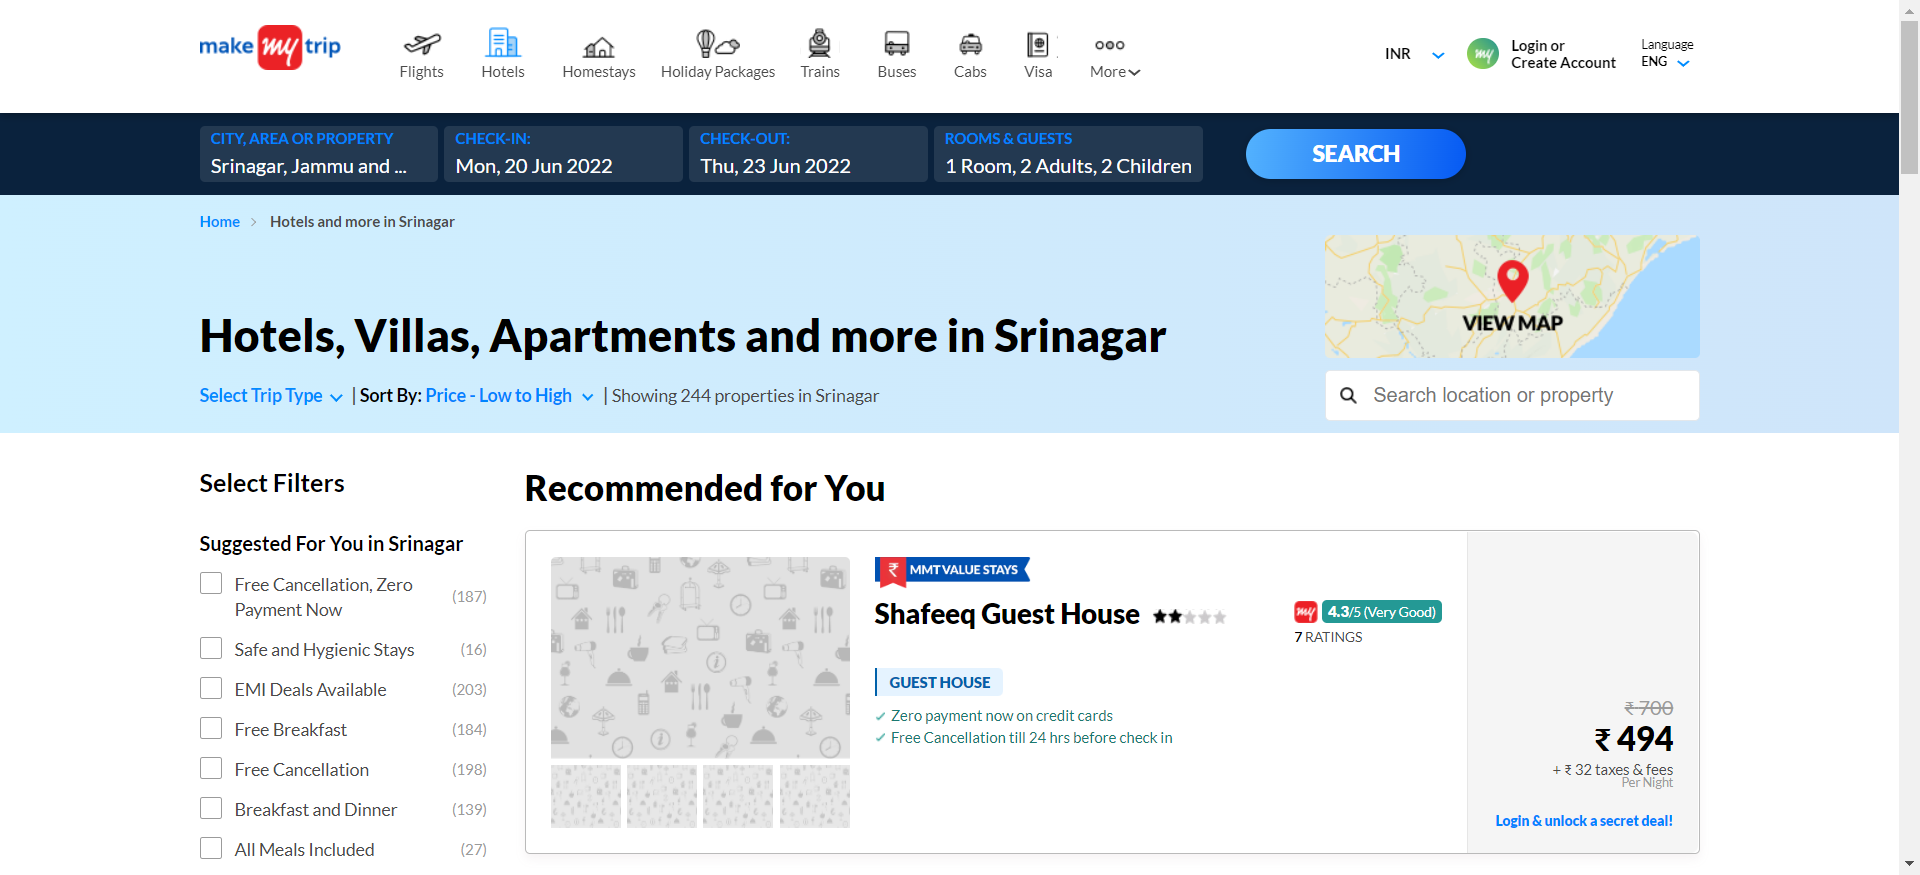 make my trip
Flights
Hotels
Homestays
Holiday Packages
Trains
Buses
Cabs
Visa
More
INR
my
Login or
Create Account
Language
ENG
CITY, AREA OR PROPERTY
Srinagar, Jammu and ...
CHECK-IN:
Mon, 20 Jun 2022
CHECK-OUT:
Thu, 23 Jun 2022
ROOMS & GUESTS
1 Room, 2 Adults, 2 Children
SEARCH
Home
Hotels and more in Srinagar
VIEW MAP
Hotels, Villas, Apartments and more in Srinagar
Select Trip Type | Sort By: Price - Low to High | Showing 244 properties in Srinagar
Search location or property
Select Filters
Suggested For You in Srinagar
Free Cancellation, Zero
Payment Now (187)
Safe and Hygienic Stays (16)
EMI Deals Available (203)
Free Breakfast (184)
Free Cancellation (198)
Breakfast and Dinner (139)
All Meals Included (27)
Recommended for You
₹ MMT VALUE STAYS
Shafeeq Guest House
my 4.3/5 (Very Good)
7 RATINGS
GUEST HOUSE
Zero payment now on credit cards
Free Cancellation till 24 hrs before check in
₹ 700
₹ 494
+ ₹ 32 taxes & fees
Per Night
Login & unlock a secret deal!